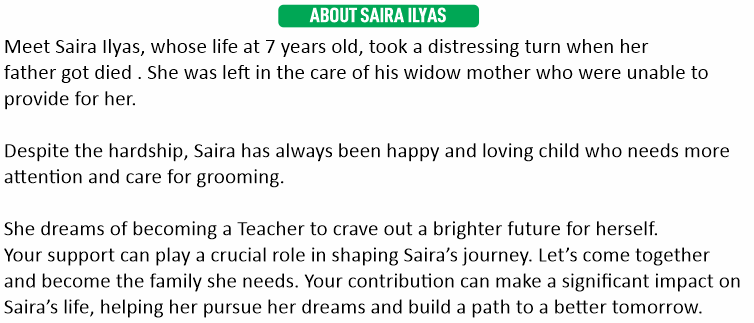 ABOUT SAIRA ILYAS
Meet Saira Ilyas, whose life at 7 years old, took a distressing turn when her
father got died . She was left in the care of his widow mother who were unable to
provide for her.
Despite the hardship, Saira has always been happy and loving child who needs more
attention and care for grooming.
She dreams of becoming a Teacher to crave out a brighter future for herself.
Your support can play a crucial role in shaping Saira’s journey. Let’s come together
and become the family she needs. Your contribution can make a significant impact on
Saira’s life, helping her pursue her dreams and build a path to a better tomorrow.